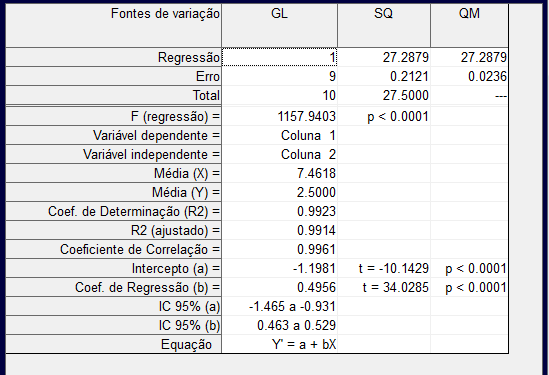 Fontes de variação GL SQ QM
Regressão 1 27.2879 27.2879
Erro 9 0.2121 0.0236
Total 10 27.5000 ---
F (regressão) = 1157.9403 p < 0.0001
Variável dependente = Coluna 1
Variável independente = Coluna 2
Média (X) = 7.4618
Média (Y) = 2.5000
Coef. de Determinação (R2) = 0.9923
R2 (ajustado) = 0.9914
Coeficiente de Correlação = 0.9961
Intercepto (a) = -1.1981 t = -10.1429 p < 0.0001
Coef. de Regressão (b) = 0.4956 t = 34.0285 p < 0.0001
IC 95% (a) -1.465 a -0.931
IC 95% (b) 0.463 a 0.529
Equação Y' = a + bX